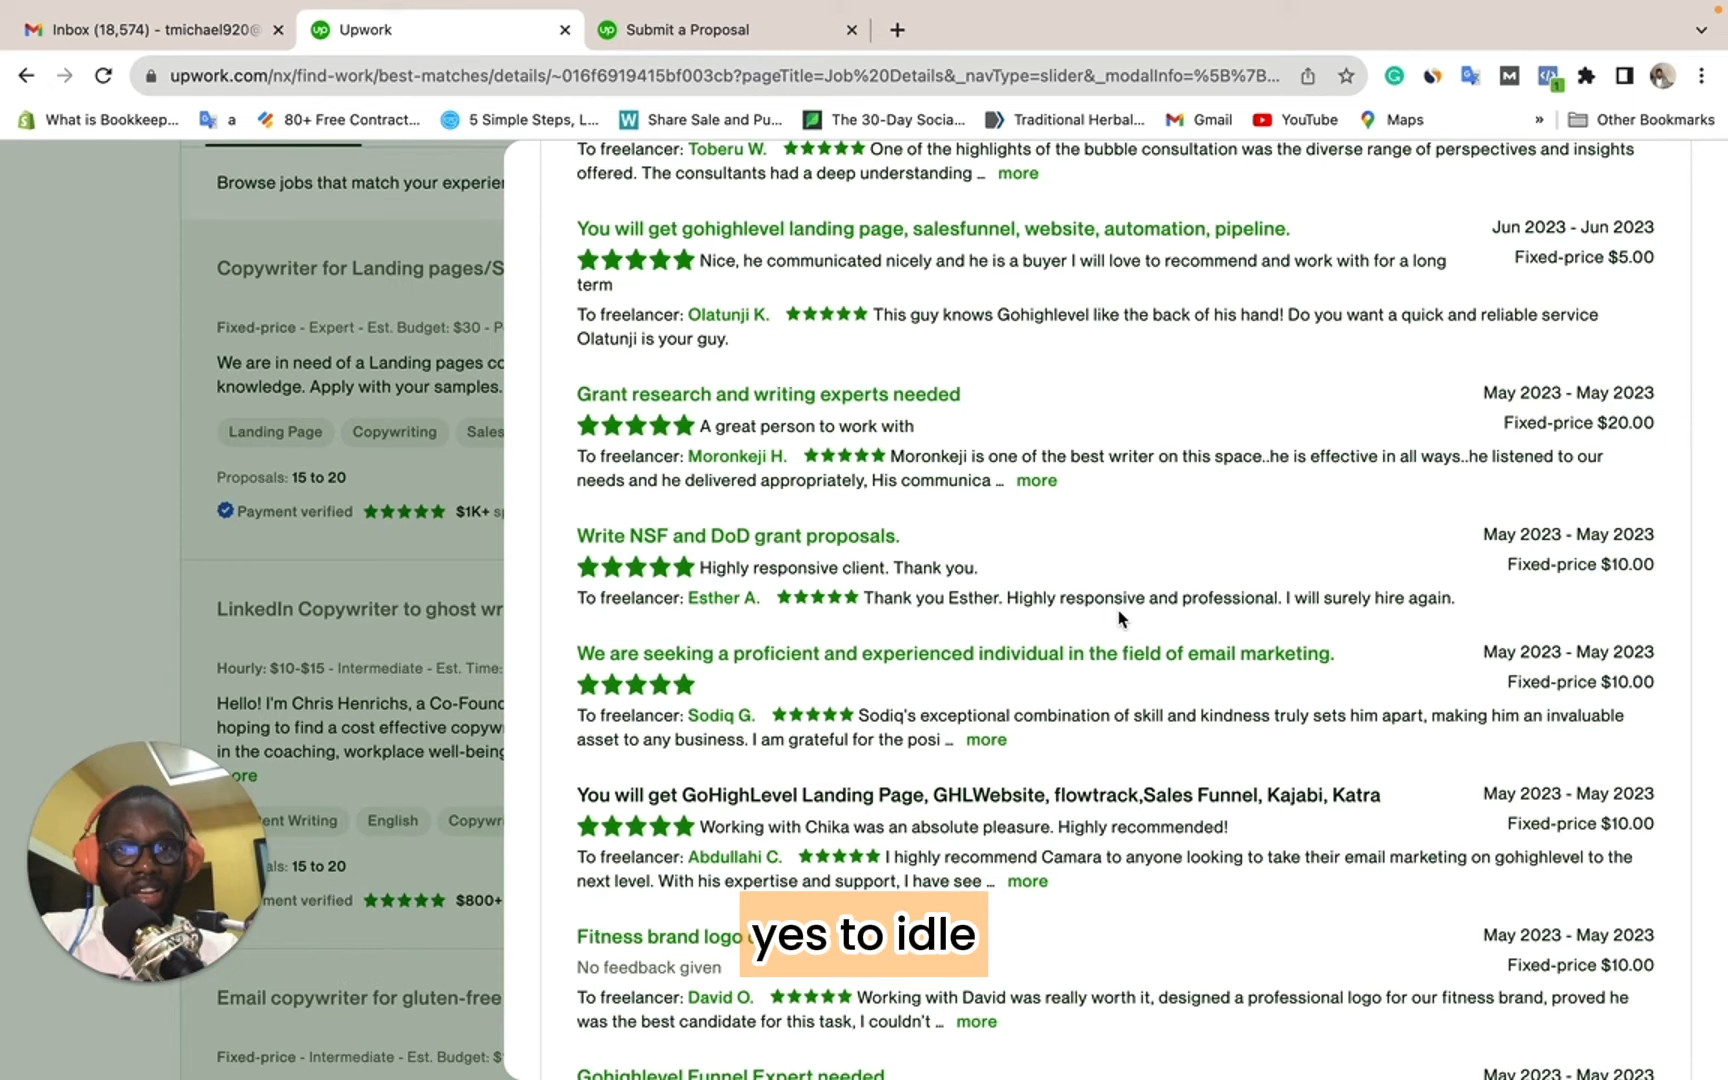 Inbox (18,574) - tmichael920@
Upwork
Submit a Proposal
upwork.com/nx/find-work/best-matches/details/~016f6919415bf003cb?pageTitle=Job%20Details&_navType=slider&_modalInfo=%5B%7B...
What is Bookkeep...
a
80+ Free Contract...
5 Simple Steps, L...
Share Sale and Pu...
The 30-Day Socia...
Traditional Herbal...
Gmail
YouTube
Maps
»
Other Bookmarks
Browse jobs that match your experien
Copywriter for Landing pages/S
Fixed-price - Expert - Est. Budget: $30 - P
We are in need of a Landing pages co
knowledge. Apply with your samples.
Landing Page
Copywriting
Sales
Proposals: 15 to 20
Payment verified
$1K+ s
LinkedIn Copywriter to ghost wr
Hourly: $10-$15 - Intermediate - Est. Time:
Hello! I'm Chris Henrichs, a Co-Found
hoping to find a cost effective copyw
in the coaching, workplace well-being
ore
ent Writing
English
Copywr
als: 15 to 20
ment verified
$800+
Email copywriter for gluten-free
Fixed-price - Intermediate - Est. Budget: $
To freelancer: Toberu W. ★★★★★ One of the highlights of the bubble consultation was the diverse range of perspectives and insights
offered. The consultants had a deep understanding ... more
You will get gohighlevel landing page, salesfunnel, website, automation, pipeline.
Jun 2023 - Jun 2023
★★★★★ Nice, he communicated nicely and he is a buyer I will love to recommend and work with for a long
Fixed-price $5.00
term
To freelancer: Olatunji K. ★★★★★ This guy knows Gohighlevel like the back of his hand! Do you want a quick and reliable service
Olatunji is your guy.
Grant research and writing experts needed
May 2023 - May 2023
★★★★★ A great person to work with
Fixed-price $20.00
To freelancer: Moronkeji H. ★★★★★ Moronkeji is one of the best writer on this space..he is effective in all ways..he listened to our
needs and he delivered appropriately, His communica ... more
Write NSF and DoD grant proposals.
May 2023 - May 2023
★★★★★ Highly responsive client. Thank you.
Fixed-price $10.00
To freelancer: Esther A. ★★★★★ Thank you Esther. Highly responsive and professional. I will surely hire again.
We are seeking a proficient and experienced individual in the field of email marketing.
May 2023 - May 2023
★★★★★
Fixed-price $10.00
To freelancer: Sodiq G. ★★★★★ Sodiq's exceptional combination of skill and kindness truly sets him apart, making him an invaluable
asset to any business. I am grateful for the posi ... more
You will get GoHighLevel Landing Page, GHLWebsite, flowtrack,Sales Funnel, Kajabi, Katra
May 2023 - May 2023
★★★★★ Working with Chika was an absolute pleasure. Highly recommended!
Fixed-price $10.00
To freelancer: Abdullahi C. ★★★★★ I highly recommend Camara to anyone looking to take their email marketing on gohighlevel to the
next level. With his expertise and support, I have see ... more
Fitness brand logo
yes to idle
May 2023 - May 2023
No feedback given
Fixed-price $10.00
To freelancer: David O. ★★★★★ Working with David was really worth it, designed a professional logo for our fitness brand, proved he
was the best candidate for this task, I couldn't ... more
Gohighlevel Funnel Expert needed
May 2023 - May 2023